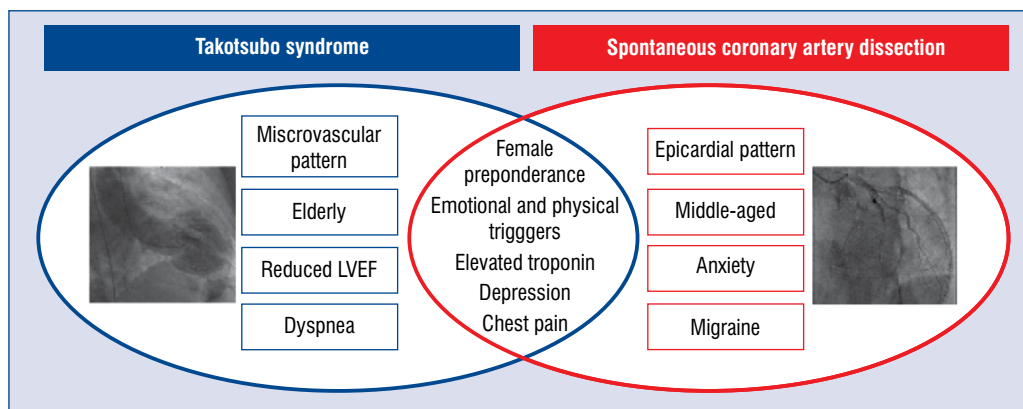 Takotsubo syndrome
Spontaneous coronary artery dissection
Miscrovascular
pattern
Elderly
Reduced LVEF
Dyspnea
Female
preponderance
Emotional and physical
trigggers
Elevated troponin
Depression
Chest pain
Epicardial pattern
Middle-aged
Anxiety
Migraine